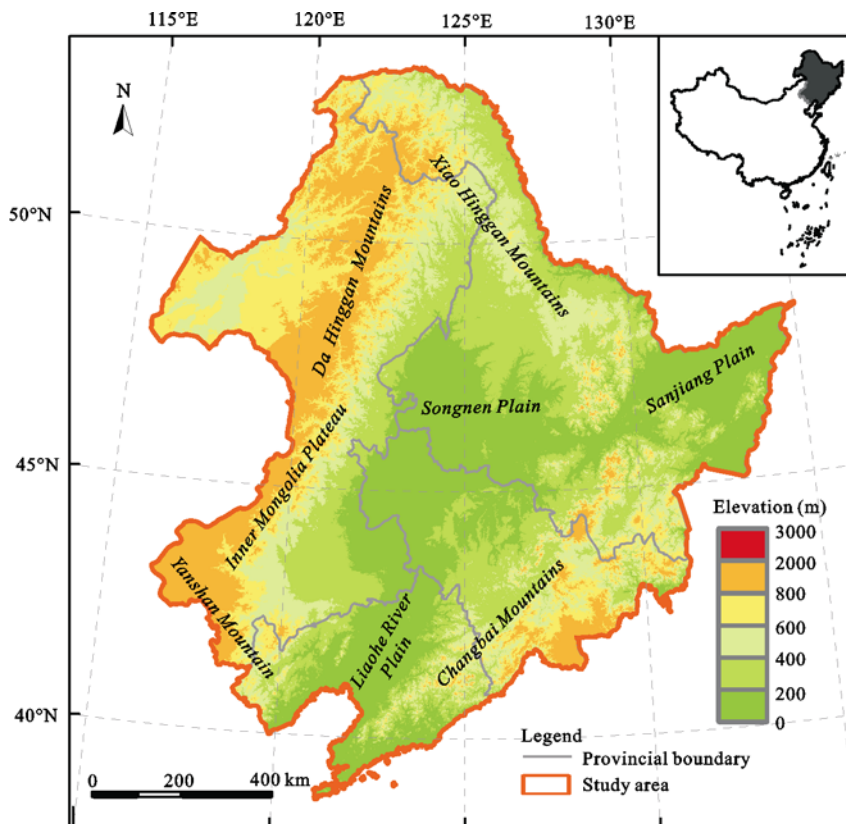 115°E
120°E
125°E
130°E
N
50°N
45°N
40°N
Xiao Hinggan Mountains
Da Hinggan Mountains
Sanjiang Plain
Songnen Plain
Inner Mongolia Plateau
Yanshan Mountain
Liaohe River
Plain
Changbai Mountains
Elevation (m)
3000
2000
800
600
400
200
0
Legend
Provincial boundary
Study area
0 200 400 km